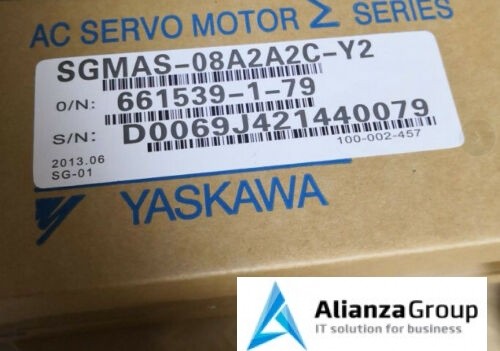 AC SERVO MOTOR Σ SERIES
SGMAS-08A2A2C-Y2
O/N: 661539-1-79
S/N: D0069J421440079
2013.06
100-002-457
SG-01
YASKAWA
AlianzaGroup
IT solution for business